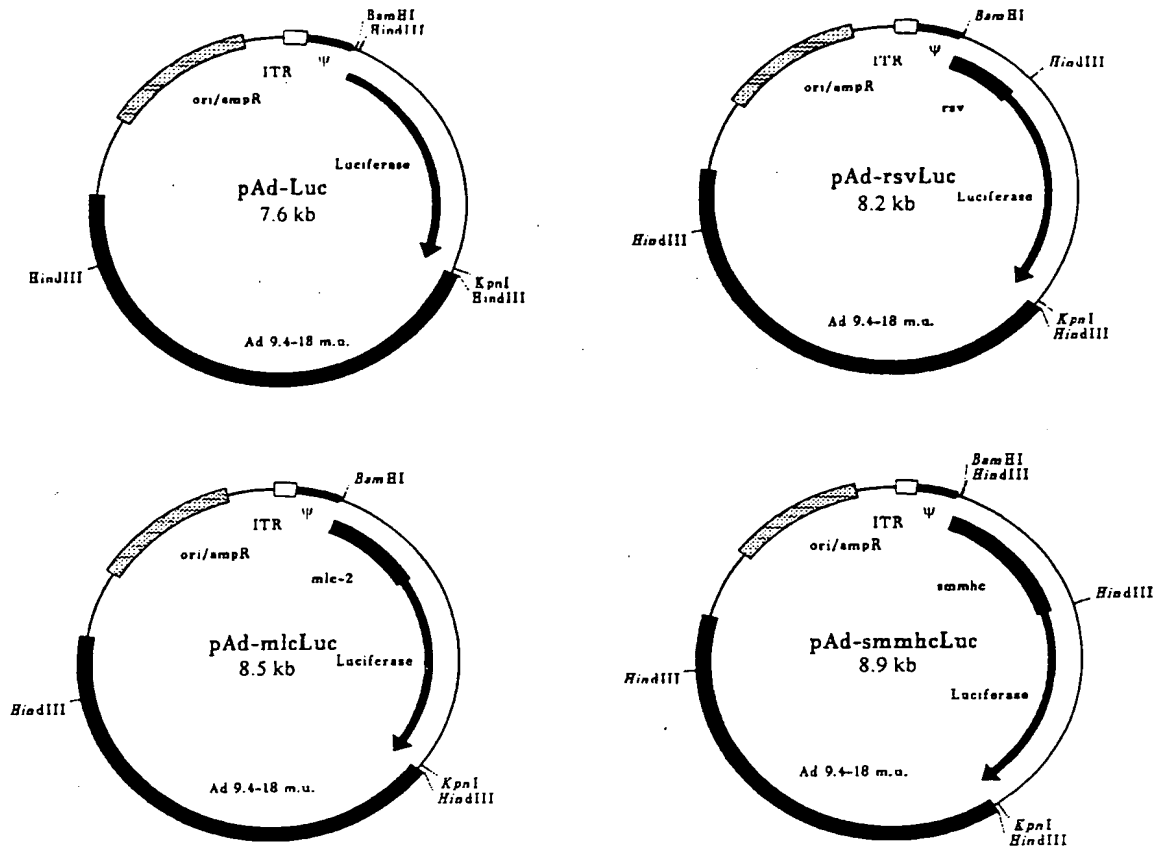 BamHI
HindIII
ITR
Ψ
ori/ampR
Luciferase
pAd-Luc
7.6 kb
HindIII
KpnI
HindIII
Ad 9.4-18 m.u.
BamHI
HindIII
ITR
Ψ
ori/ampR
rsv
pAd-rsvLuc
8.2 kb
Luciferase
HindIII
KpnI
HindIII
Ad 9.4-18 m.u.
BamHI
ITR
Ψ
ori/ampR
mlc-2
pAd-mlcLuc
8.5 kb
Luciferase
HindIII
KpnI
HindIII
Ad 9.4-18 m.u.
BamHI
HindIII
ITR
Ψ
ori/ampR
smmhc
HindIII
pAd-smmhcLuc
8.9 kb
HindIII
Luciferase
Ad 9.4-18 m.u.
KpnI
HindIII